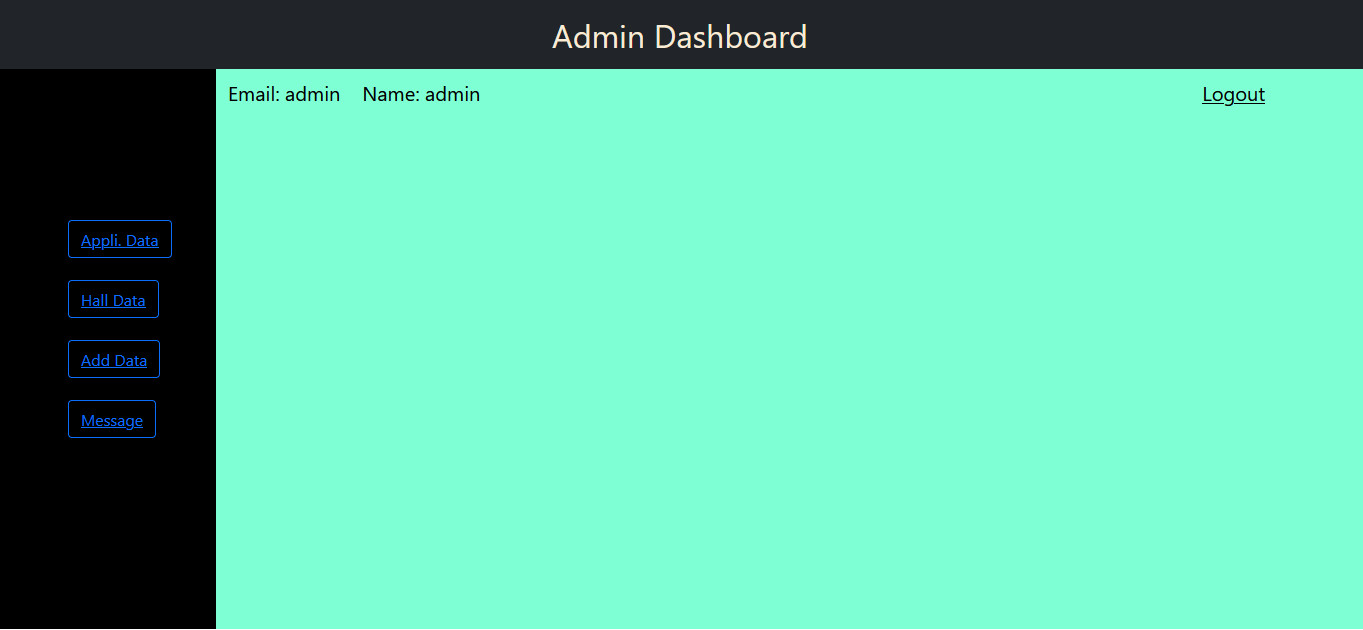 Admin Dashboard
Email: admin Name: admin Logout
Appli. Data
Hall Data
Add Data
Message